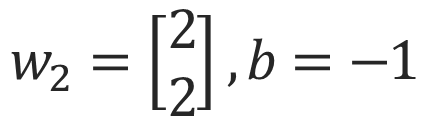 w₂ = [2 2], b = −1